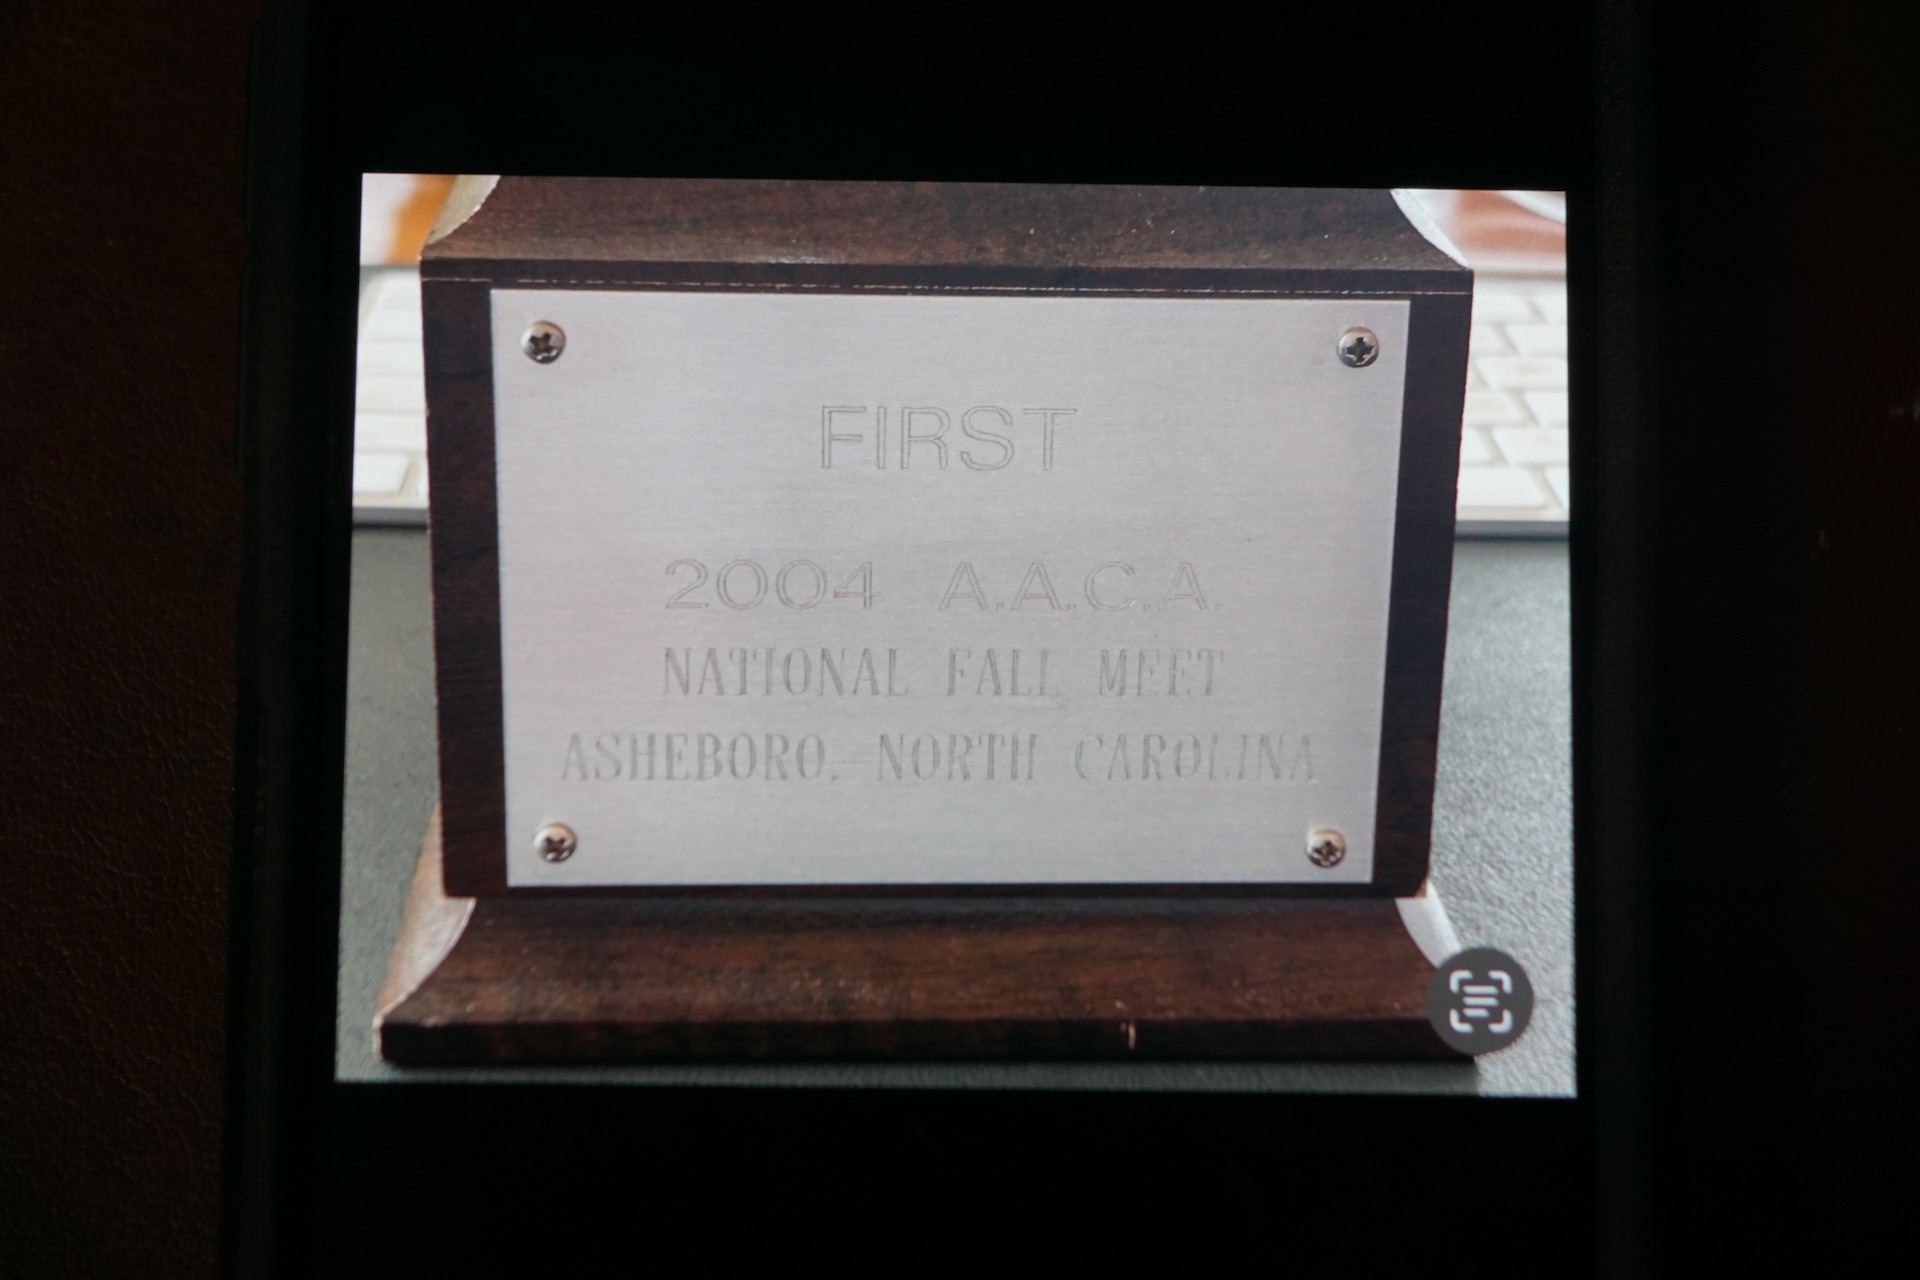 FIRST
2004 A.A.C.A.
NATIONAL FALL MEET
ASHEBORO, NORTH CAROLINA